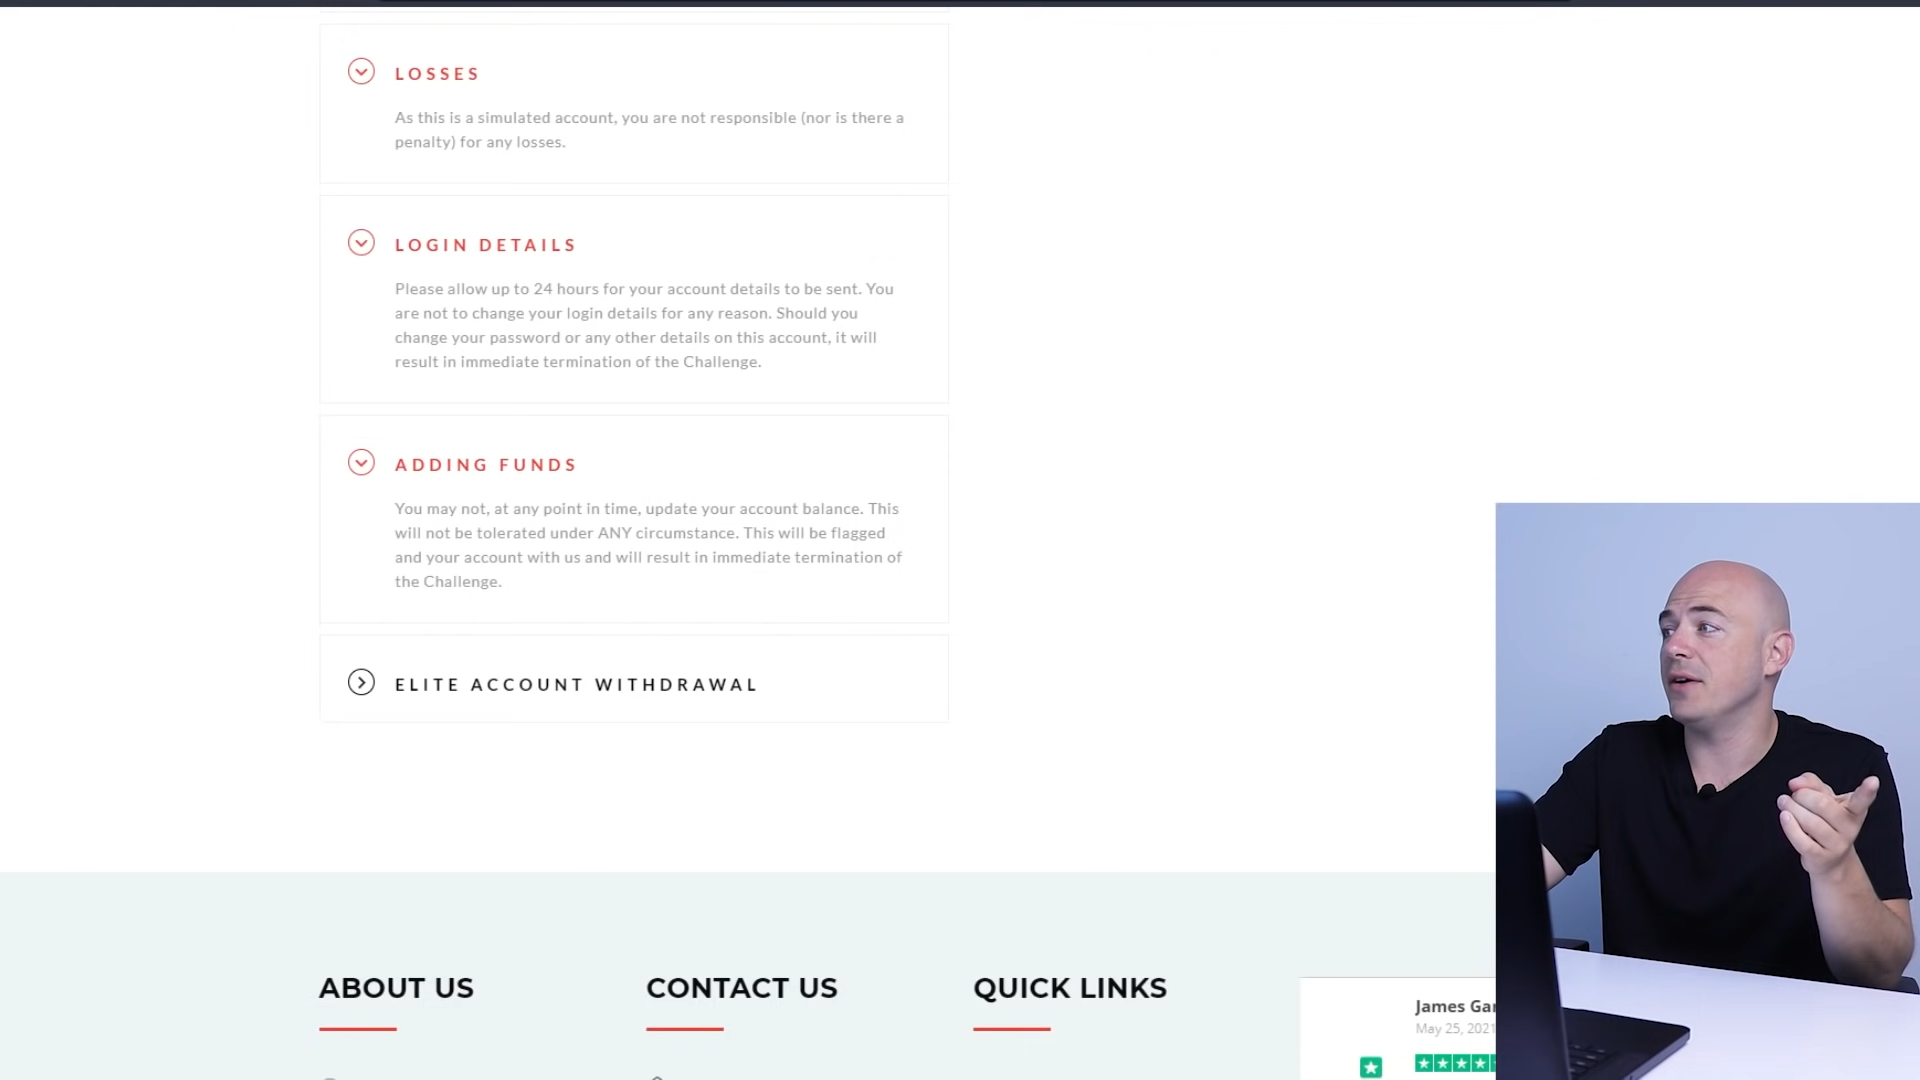 LOSSES
As this is a simulated account, you are not responsible (nor is there a
penalty) for any losses.
LOGIN DETAILS
Please allow up to 24 hours for your account details to be sent. You
are not to change your login details for any reason. Should you
change your password or any other details on this account, it will
result in immediate termination of the Challenge.
ADDING FUNDS
You may not, at any point in time, update your account balance. This
will not be tolerated under ANY circumstance. This will be flagged
and your account with us and will result in immediate termination of
the Challenge.
ELITE ACCOUNT WITHDRAWAL
ABOUT US
CONTACT US
QUICK LINKS
James
May 25, 2021